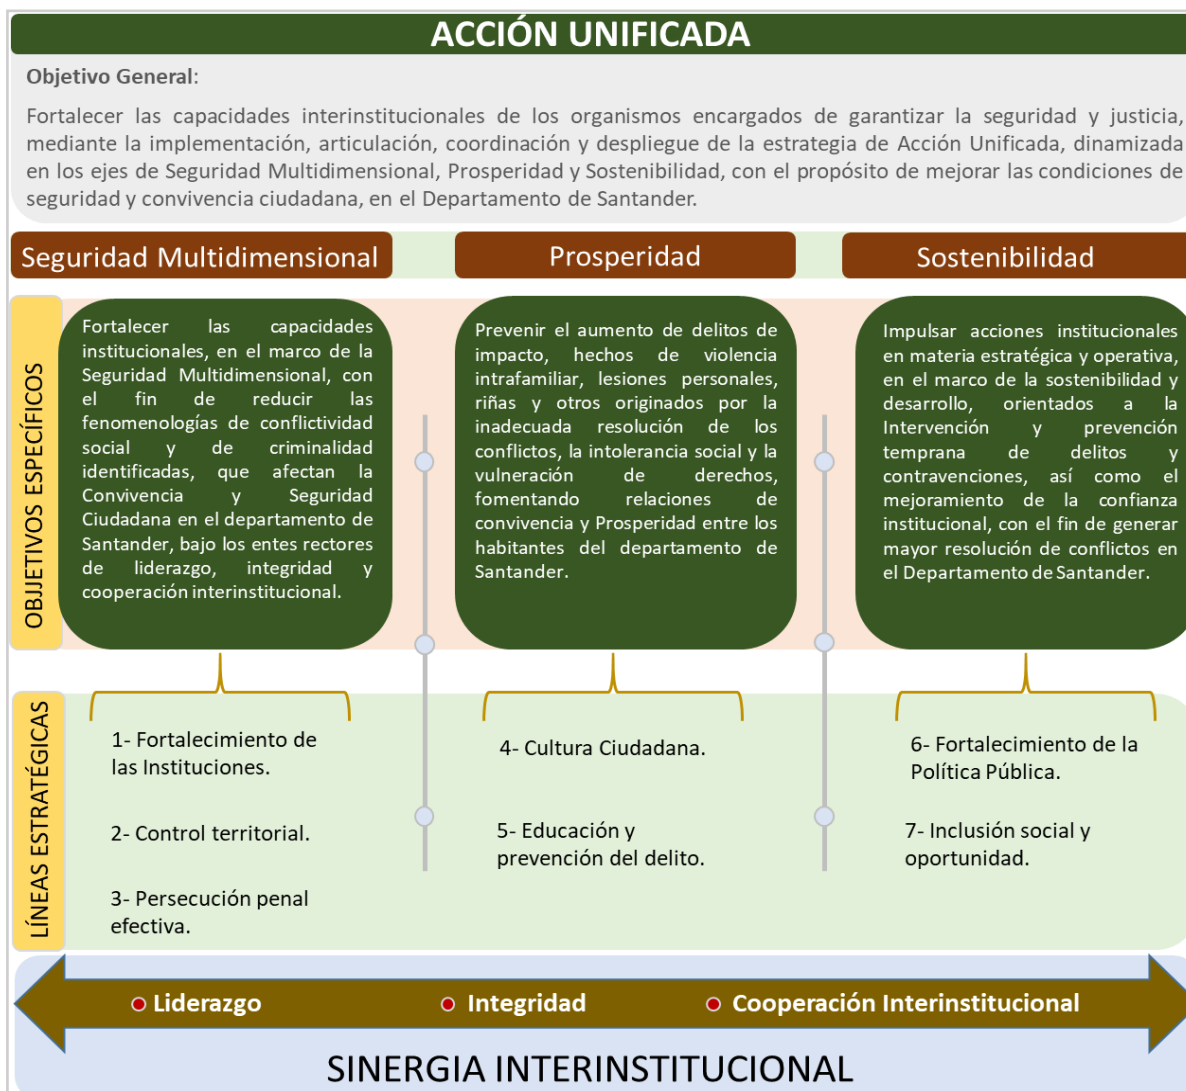 ACCIÓN UNIFICADA
Objetivo General:
Fortalecer las capacidades interinstitucionales de los organismos encargados de garantizar la seguridad y justicia,
mediante la implementación, articulación, coordinación y despliegue de la estrategia de Acción Unificada, dinamizada
en los ejes de Seguridad Multidimensional, Prosperidad y Sostenibilidad, con el propósito de mejorar las condiciones de
seguridad y convivencia ciudadana, en el Departamento de Santander.
Seguridad Multidimensional
Prosperidad
Sostenibilidad
OBJJETIVOS ESPECÍFICOS
Fortalecer las capacidades
institucionales, en el marco de la
Seguridad Multidimensional, con
el fin de reducir las
fenomenologías de conflictividad
social y de criminalidad
identificadas, que afectan la
Convivencia y Seguridad
Ciudadana en el departamento de
Santander, bajo los entes rectores
de liderazgo, integridad y
cooperación interinstitucional.
Prevenir el aumento de delitos de
impacto, hechos de violencia
intrafamiliar, lesiones personales,
riñas y otros originados por la
inadecuada resolución de los
conflictos, la intolerancia social y la
vulneración de derechos,
fomentando relaciones de
convivencia y Prosperidad entre los
habitantes del departamento de
Santander.
Impulsar acciones institucionales
en materia estratégica y operativa,
en el marco de la sostenibilidad y
desarrollo, orientados a la
Intervención y prevención
temprana de delitos y
contravenciones, así como el
mejoramiento de la confianza
institucional, con el fin de generar
mayor resolución de conflictos en
el Departamento de Santander.
LÍNEAS ESTRATÉGICAS
1- Fortalecimiento de
las Instituciones.
2- Control territorial.
3- Persecución penal
efectiva.
4- Cultura Ciudadana.
5- Educación y
prevención del delito.
6- Fortalecimiento de la
Política Pública.
7- Inclusión social y
oportunidad.
Liderazgo
Integridad
Cooperación Interinstitucional
SINERGIA INTERINSTITUCIONAL